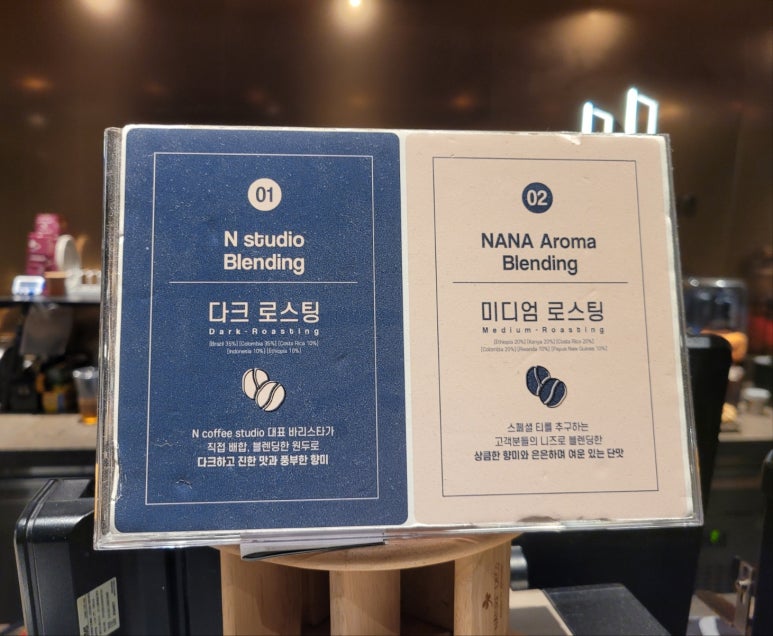 01
N studio
Blending
다크 로스팅
Dark-Roasting
[Brazil 35%] [Colombia 35%] [Costa Rica 10%]
[Indonesia 10%] [Ethiopia 10%]
N coffee studio 대표 바리스타가
직접 배합, 블렌딩한 원두로
다크하고 진한 맛과 풍부한 향미
02
NANA Aroma
Blending
미디엄 로스팅
Medium-Roasting
[Ethiopia 20%] [Kenya 20%] [Costa Rica 20%]
[Colombia 20%] [Rwanda 10%] [Papua New Guinea 10%]
스페셜 티를 추구하는
고객분들의 니즈로 블렌딩한
상큼한 향미와 은은하며 여운 있는 단맛